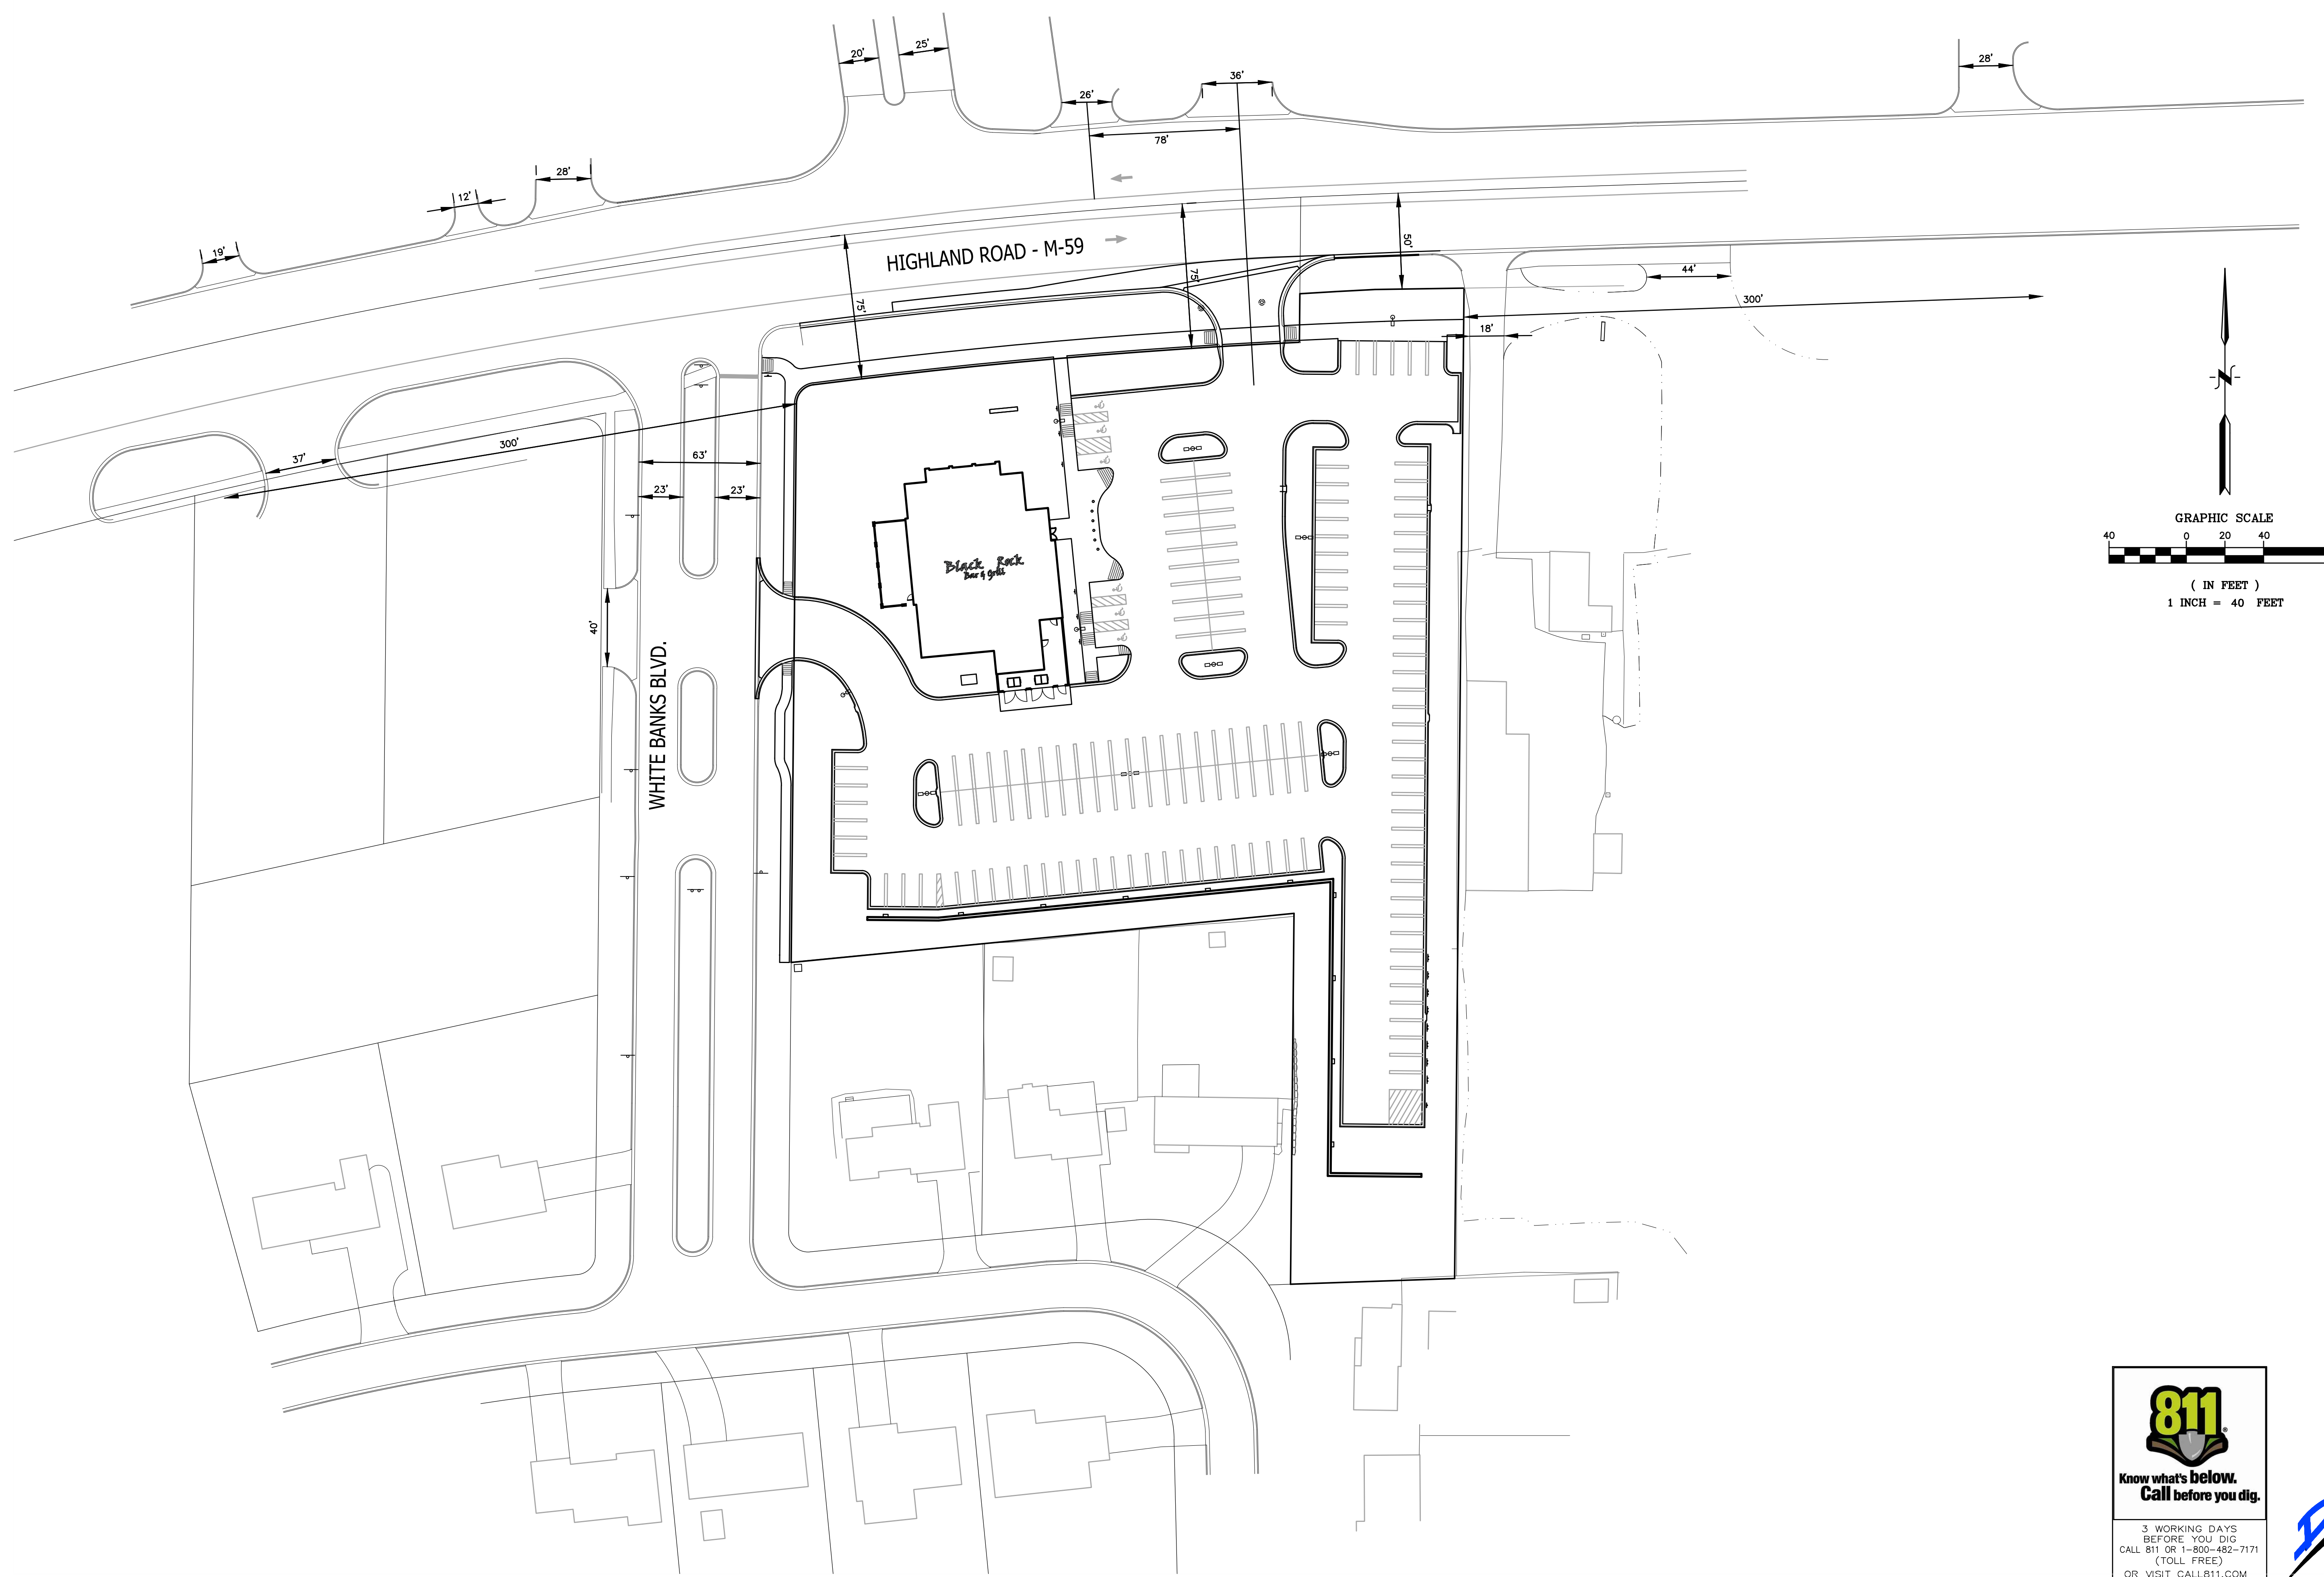 20'
25'
28'
36'
26'
78'
28'
12'
19'
HIGHLAND ROAD - M-59
75'
75'
50'
44'
300'
18'
N
37'
300'
63'
23'
23'
40'
WHITE BANKS BLVD.
Black Rock
Bar & Grill
GRAPHIC SCALE
40 0 20 40
( IN FEET )
1 INCH = 40 FEET
811®
Know what's below.
Call before you dig.
3 WORKING DAYS
BEFORE YOU DIG
CALL 811 OR 1-800-482-7171
(TOLL FREE)
OR VISIT CALL811.COM